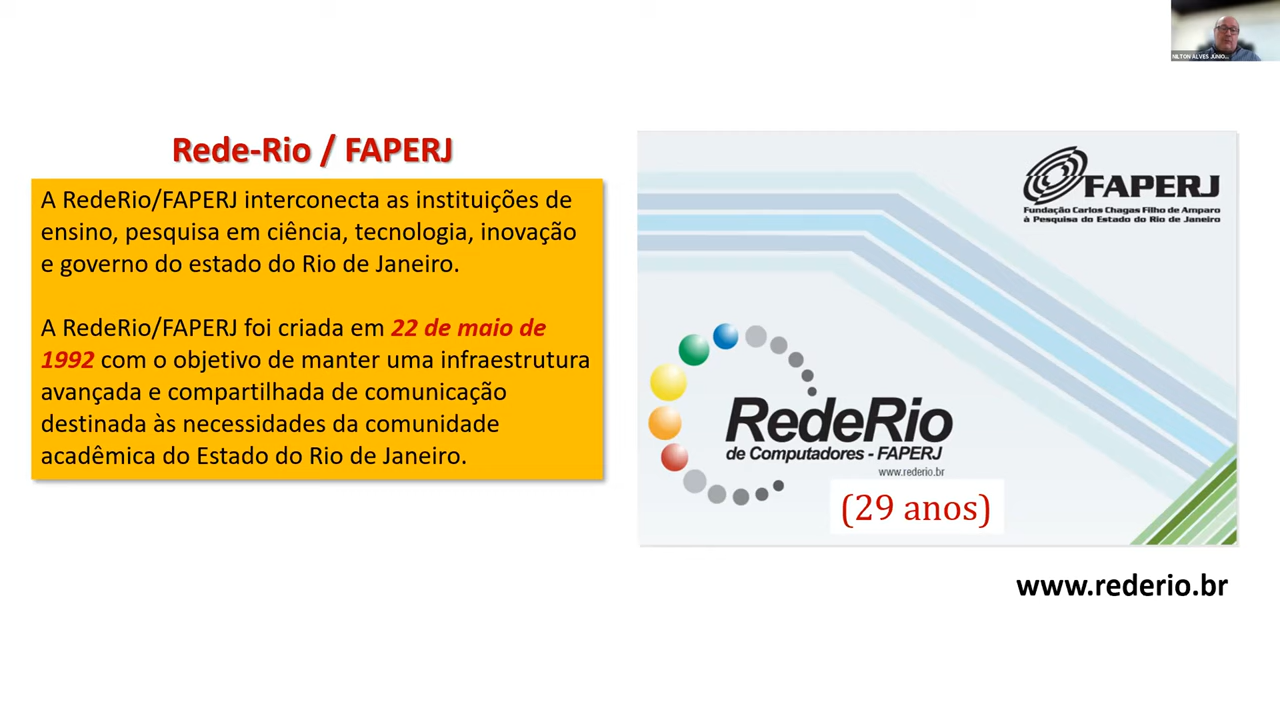 NILTON ALVES JÚNIO...
Rede-Rio / FAPERJ
A RedeRio/FAPERJ interconecta as instituições de
ensino, pesquisa em ciência, tecnologia, inovação
e governo do estado do Rio de Janeiro.
A RedeRio/FAPERJ foi criada em 22 de maio de
1992 com o objetivo de manter uma infraestrutura
avançada e compartilhada de comunicação
destinada às necessidades da comunidade
acadêmica do Estado do Rio de Janeiro.
FAPERJ
Fundação Carlos Chagas Filho de Amparo
à Pesquisa do Estado do Rio de Janeiro
RedeRio
de Computadores - FAPERJ
www.rederio.br
(29 anos)
www.rederio.br